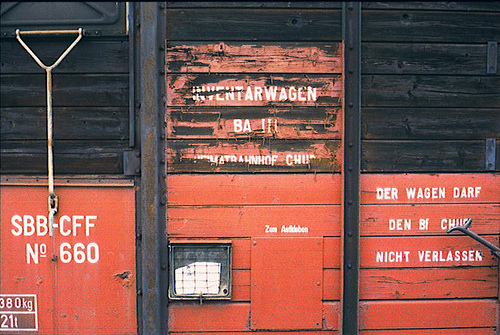 INVENTARWAGEN
BA III
HEIMATBAHNHOF CHUR
SBB-CFF
Nº 660
380kg
21t
Zum Aufkleben
DER WAGEN DARF
DEN Bf CHUR
NICHT VERLASSEN